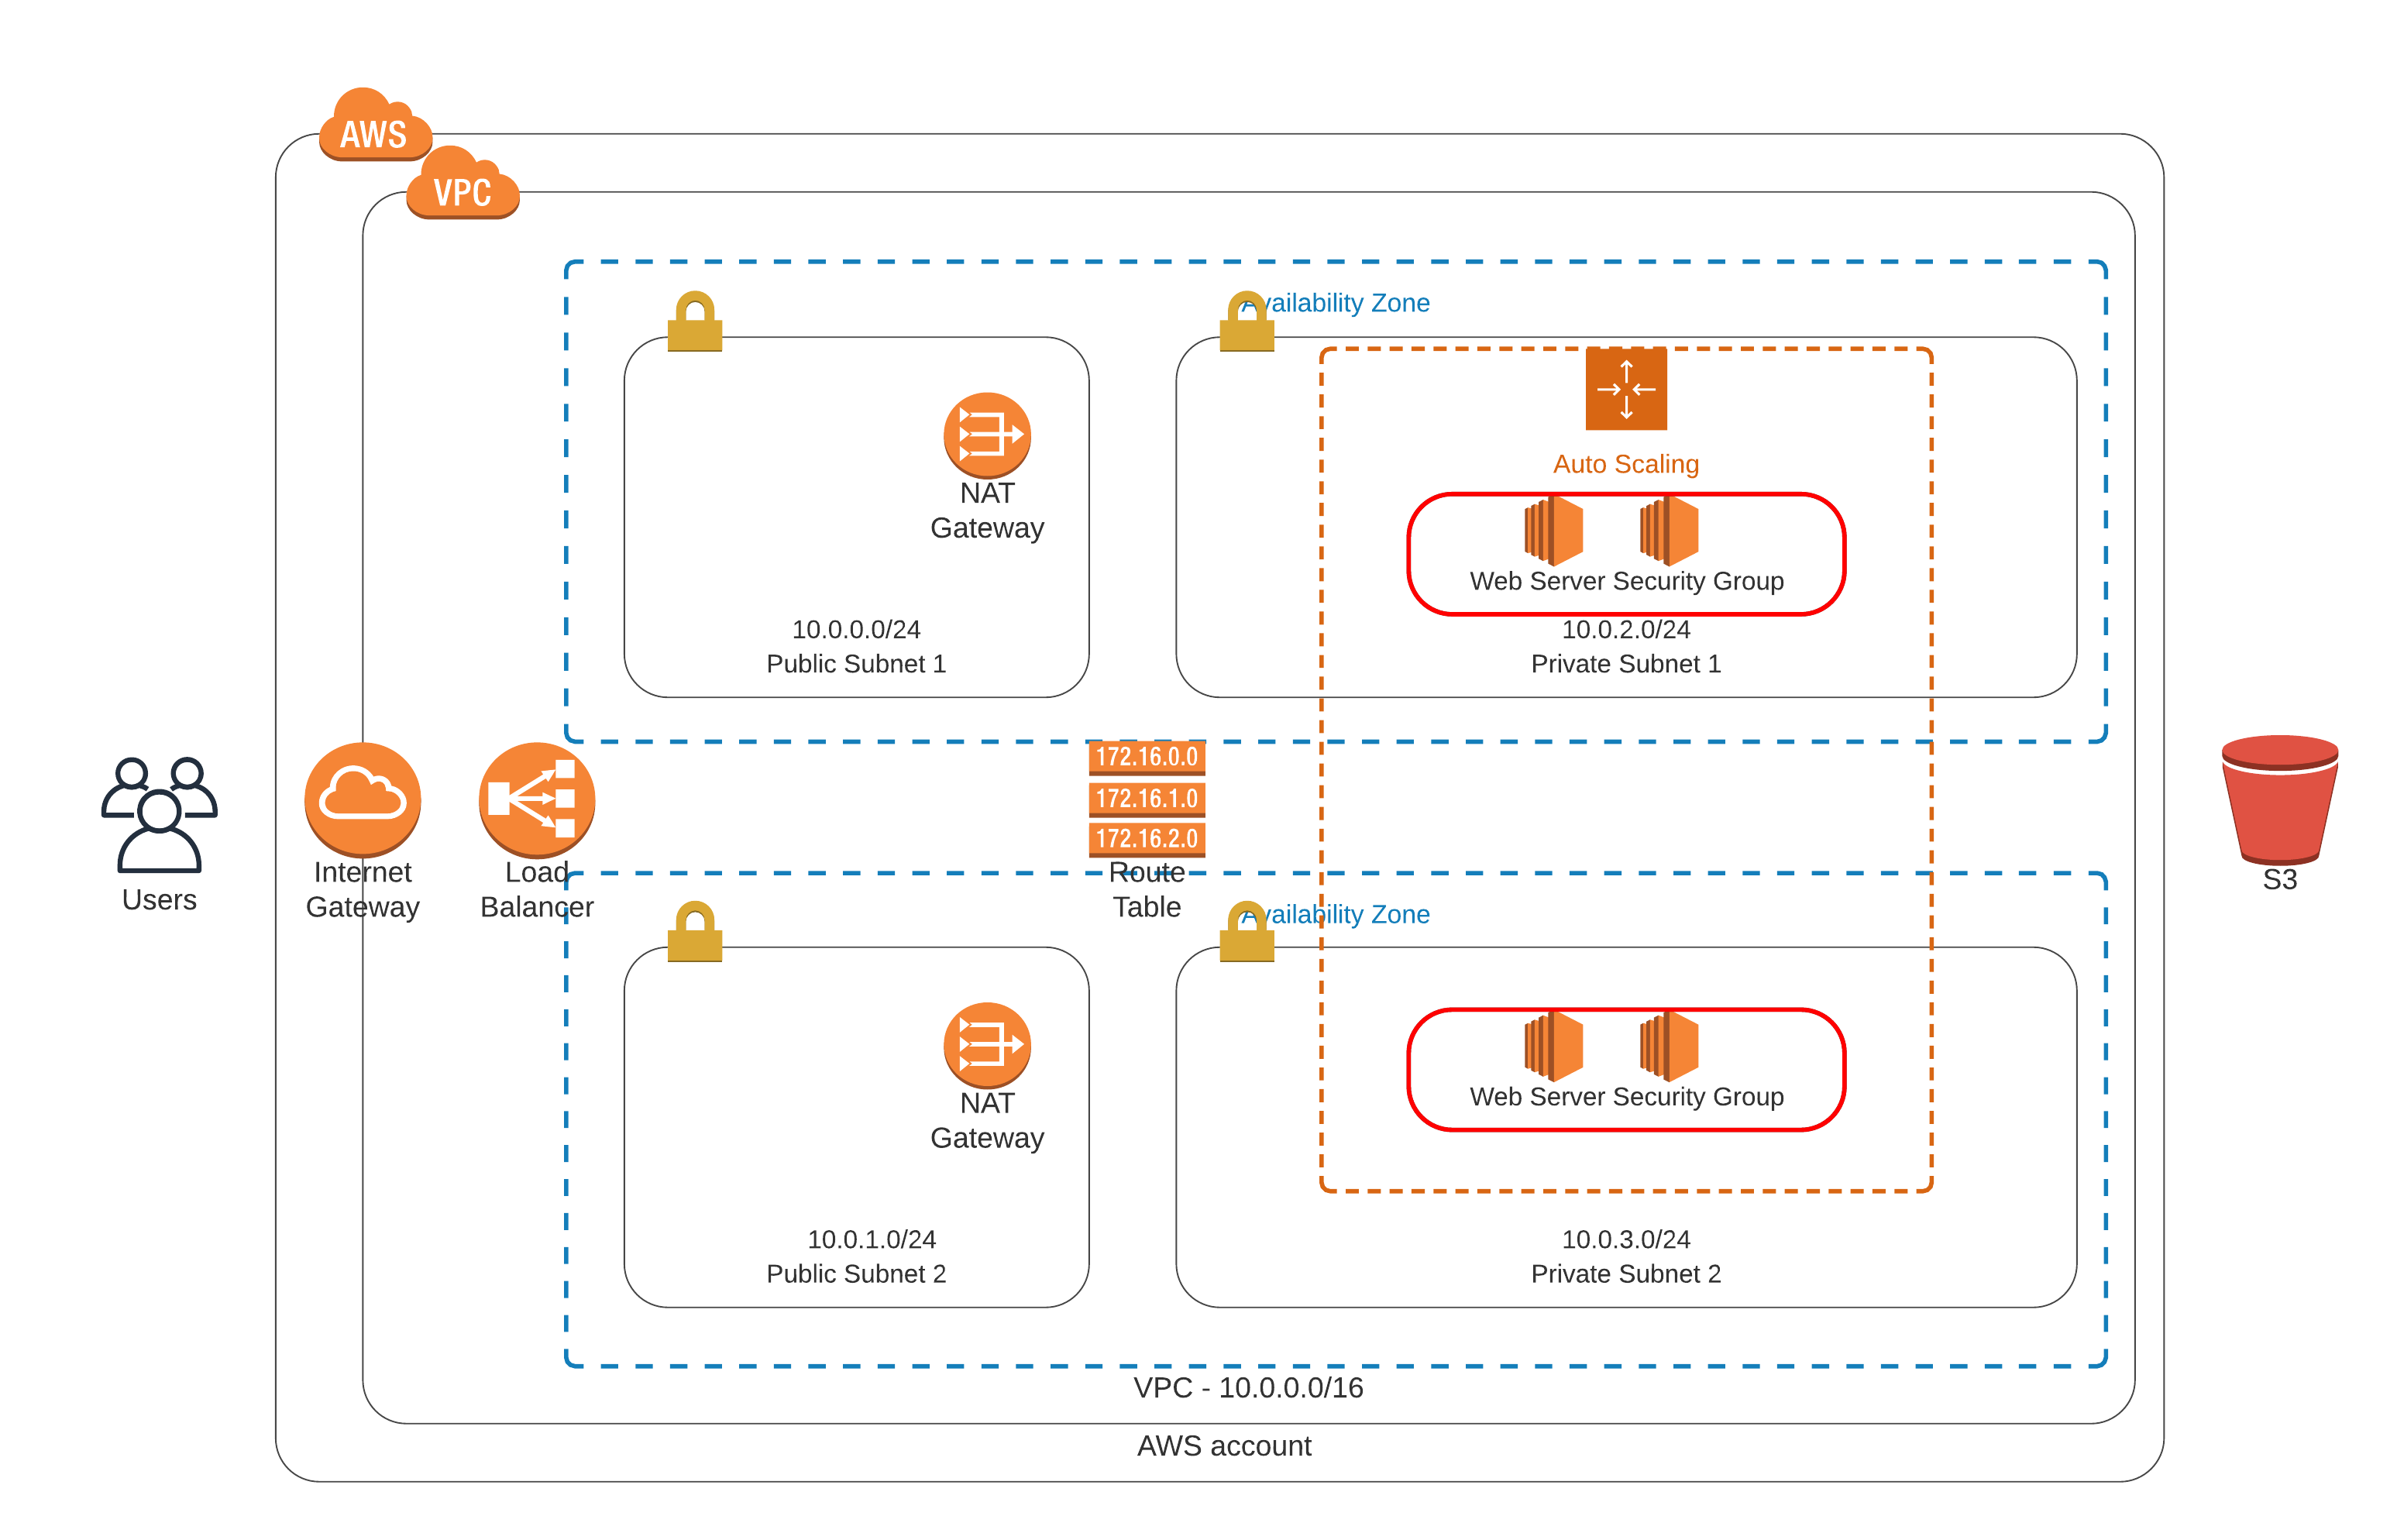 AWS
VPC
Availability Zone
Auto Scaling
NAT
Gateway
Web Server Security Group
10.0.0.0/24
Public Subnet 1
10.0.2.0/24
Private Subnet 1
172.16.0.0
172.16.1.0
172.16.2.0
Users
Internet
Gateway
Load
Balancer
Route
Table
S3
Availability Zone
NAT
Gateway
Web Server Security Group
10.0.1.0/24
Public Subnet 2
10.0.3.0/24
Private Subnet 2
VPC - 10.0.0.0/16
AWS account